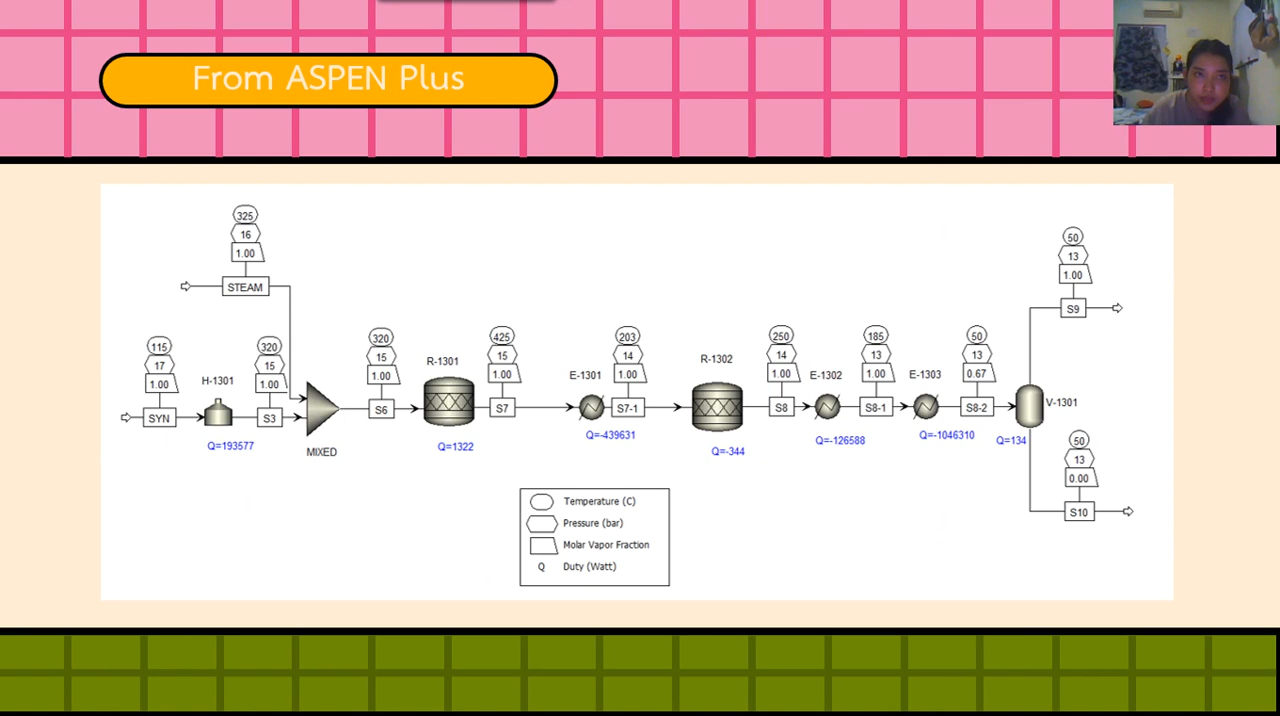 From ASPEN Plus
325
16
1.00
STEAM
115
17
1.00
SYN
H-1301
Q=193577
320
15
1.00
S3
MIXED
320
15
1.00
S6
R-1301
Q=1322
425
15
1.00
S7
E-1301
Q=-439631
203
14
1.00
S7-1
R-1302
Q=-344
250
14
1.00
S8
E-1302
Q=-126588
185
13
1.00
S8-1
E-1303
Q=-1046310
50
13
0.67
S8-2
V-1301
Q=134
50
13
1.00
S9
50
13
0.00
S10
Temperature (C)
Pressure (bar)
Molar Vapor Fraction
Q Duty (Watt)